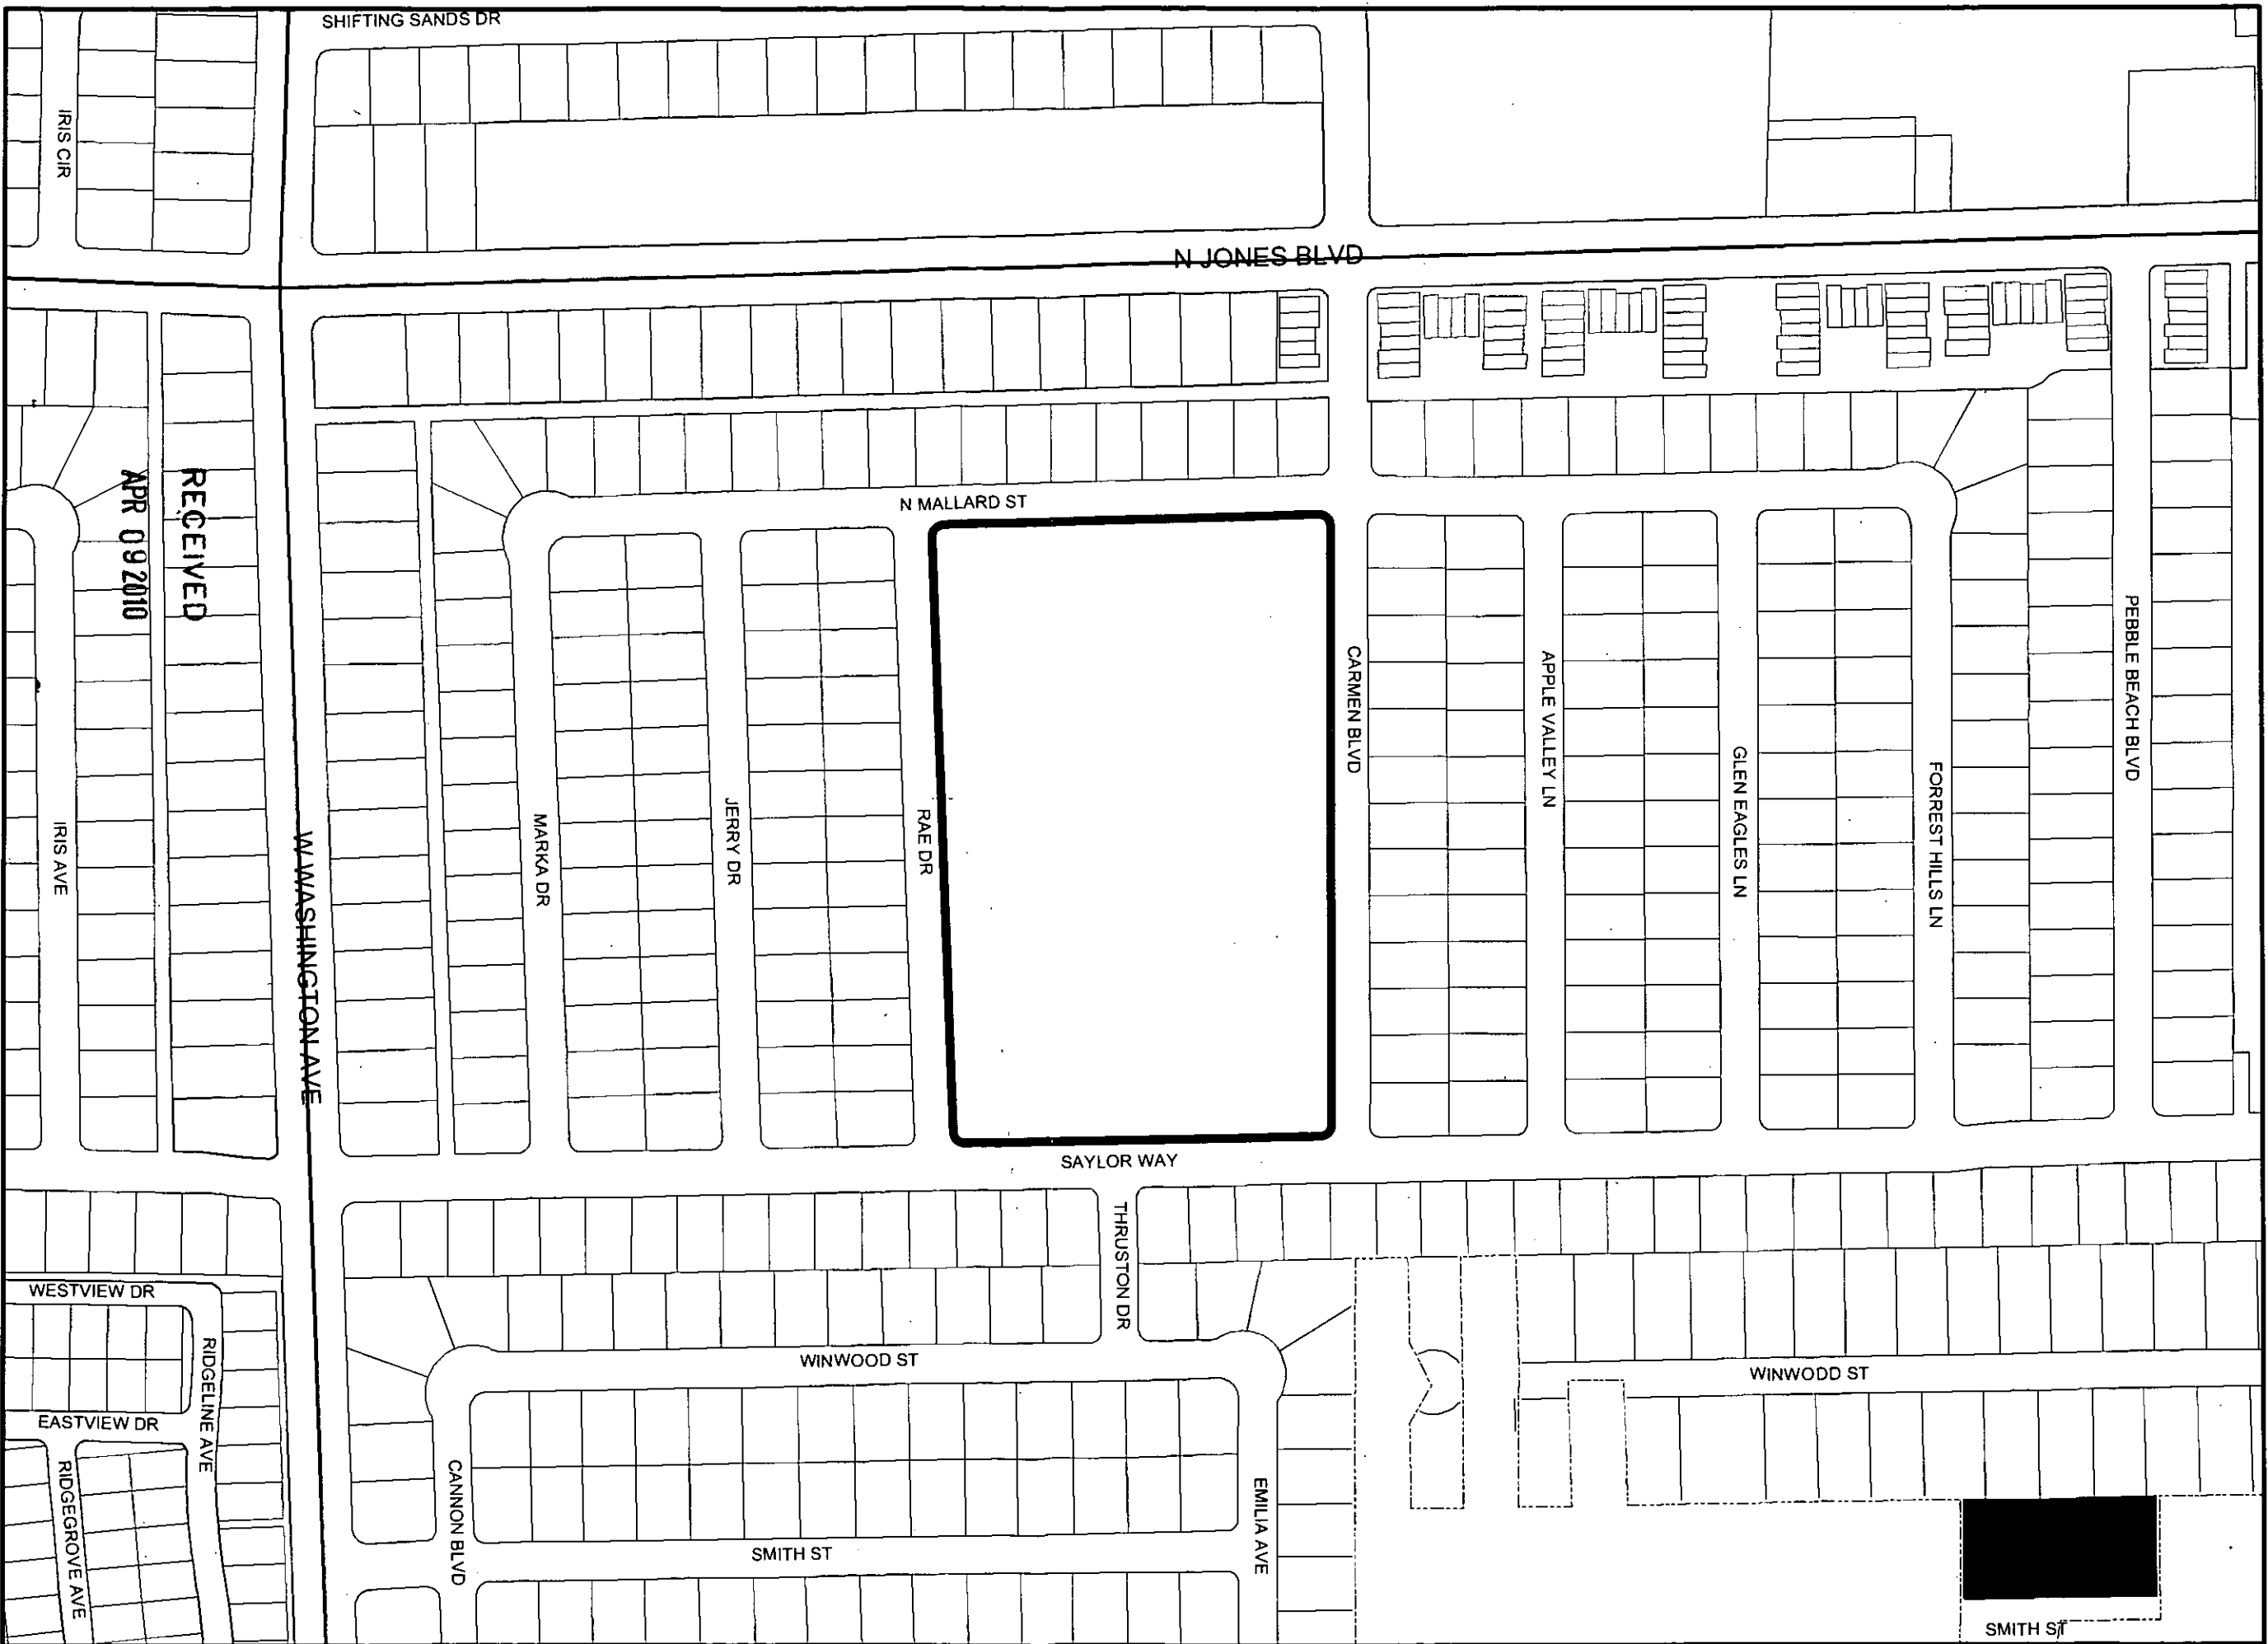 SHIFTING SANDS DR
IRIS CIR
N JONES BLVD
RECEIVED
APR 09 2010
N MALLARD ST
IRIS AVE
W WASHINGTON AVE
MARKA DR
JERRY DR
RAE DR
CARMEN BLVD
APPLE VALLEY LN
GLEN EAGLES LN
FORREST HILLS LN
PEBBLE BEACH BLVD
SAYLOR WAY
THRUSTON DR
WESTVIEW DR
RIDGELINE AVE
WINWOOD ST
WINWODD ST
EASTVIEW DR
RIDGEGROVE AVE
CANNON BLVD
EMILIA AVE
SMITH ST
SMITH ST